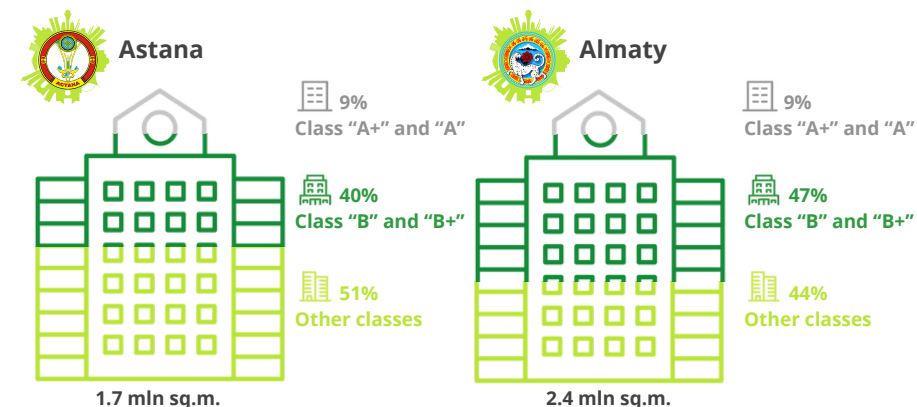 Astana
ACTANA
9%
Class “A+” and “A”
40%
Class “B” and “B+”
51%
Other classes
1.7 mln sq.m.
Almaty
9%
Class “A+” and “A”
47%
Class “B” and “B+”
44%
Other classes
2.4 mln sq.m.